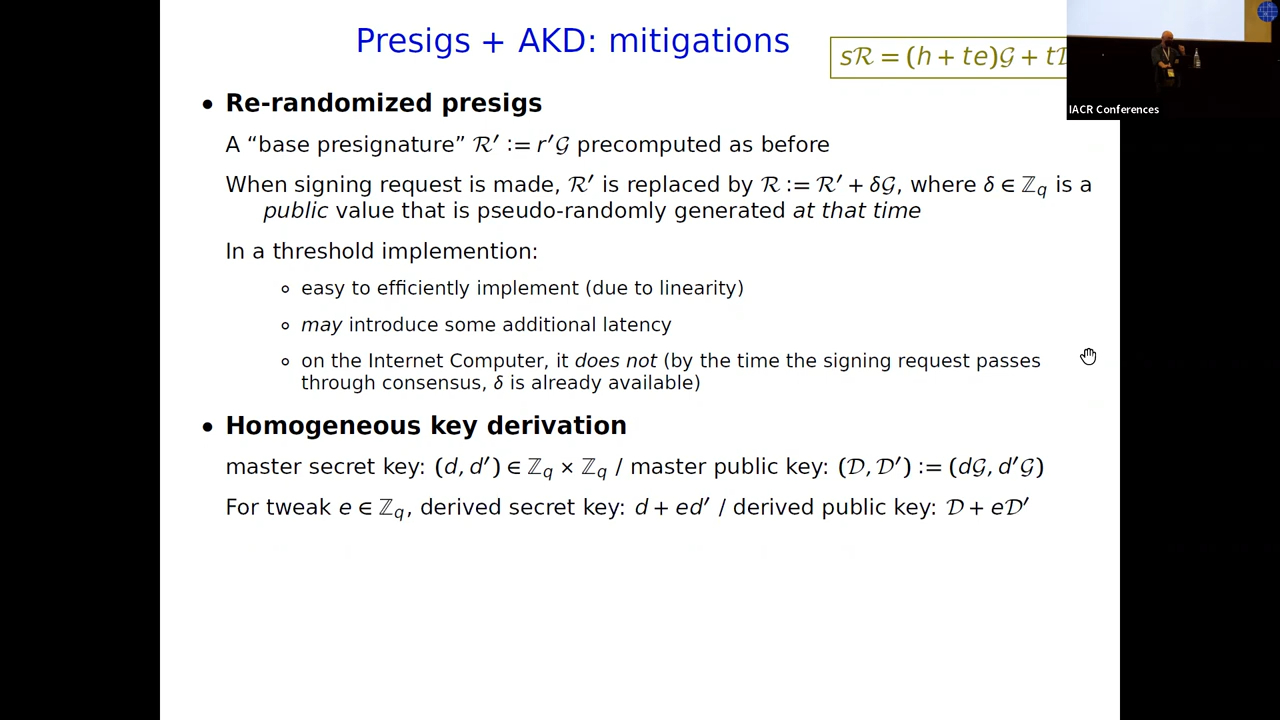 Presigs + AKD: mitigations
sℛ = (h + te)𝒢 + t𝒟
IACR Conferences
• Re-randomized presigs
A “base presignature” ℛ′ := r′𝒢 precomputed as before
When signing request is made, ℛ′ is replaced by ℛ := ℛ′ + δ𝒢, where δ ∈ ℤ_q is a
public value that is pseudo-randomly generated at that time
In a threshold implemention:
∘ easy to efficiently implement (due to linearity)
∘ may introduce some additional latency
∘ on the Internet Computer, it does not (by the time the signing request passes
through consensus, δ is already available)
• Homogeneous key derivation
master secret key: (d, d′) ∈ ℤ_q × ℤ_q / master public key: (𝒟, 𝒟′) := (d𝒢, d′𝒢)
For tweak e ∈ ℤ_q, derived secret key: d + ed′ / derived public key: 𝒟 + e𝒟′